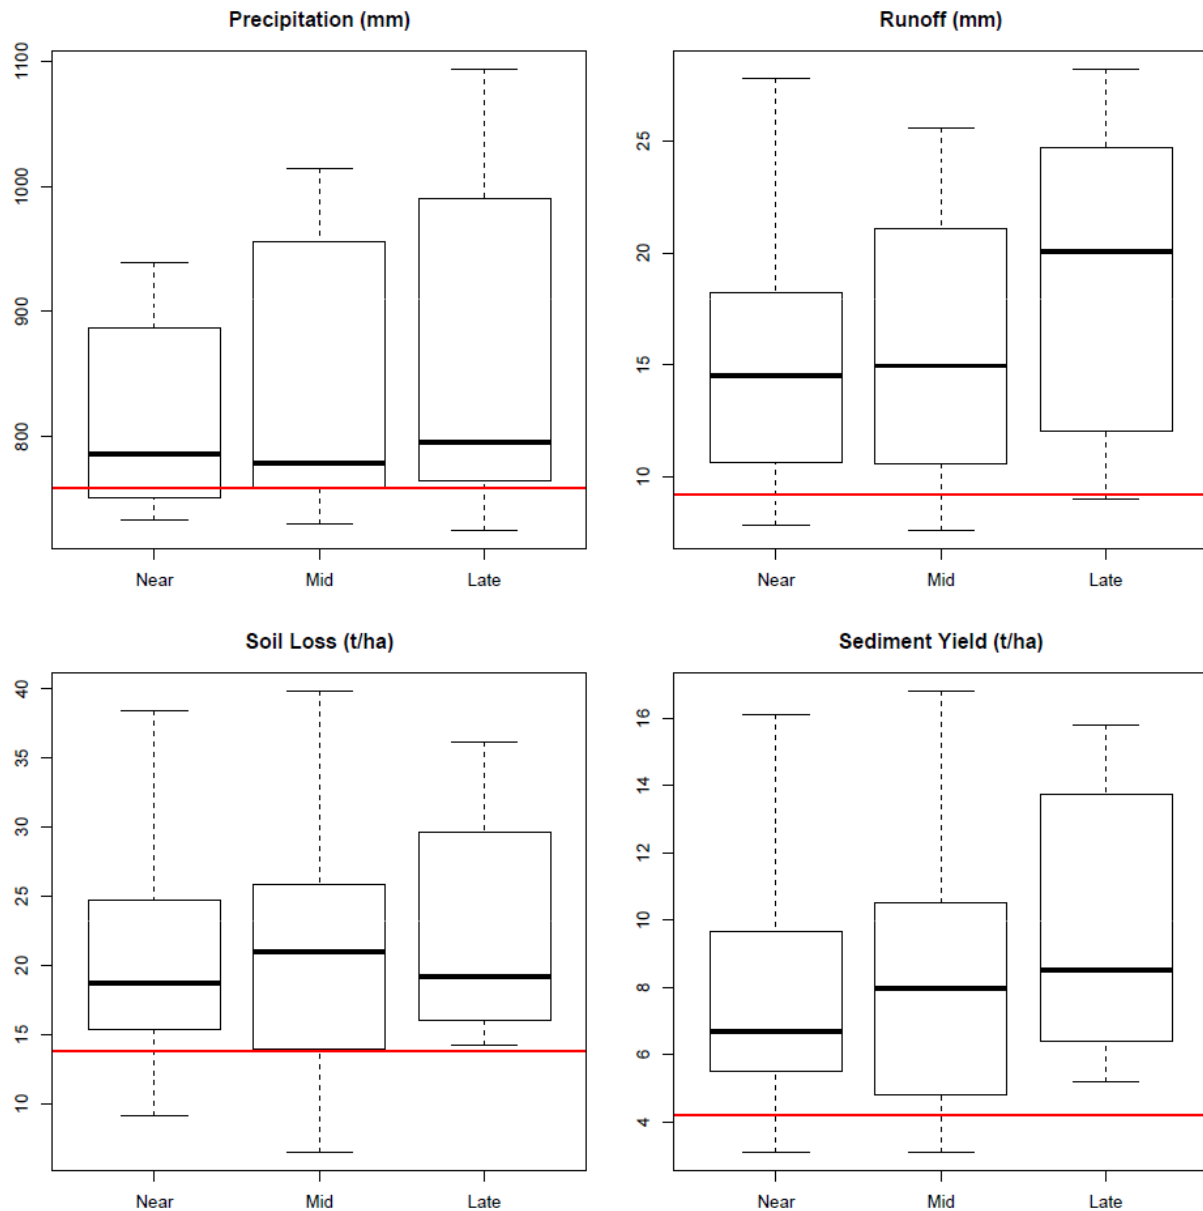 Precipitation (mm)
1100
1000
900
800
Near Mid Late
Runoff (mm)
25
20
15
10
Near Mid Late
Soil Loss (t/ha)
40
35
30
25
20
15
10
Near Mid Late
Sediment Yield (t/ha)
16
14
12
10
8
6
4
Near Mid Late